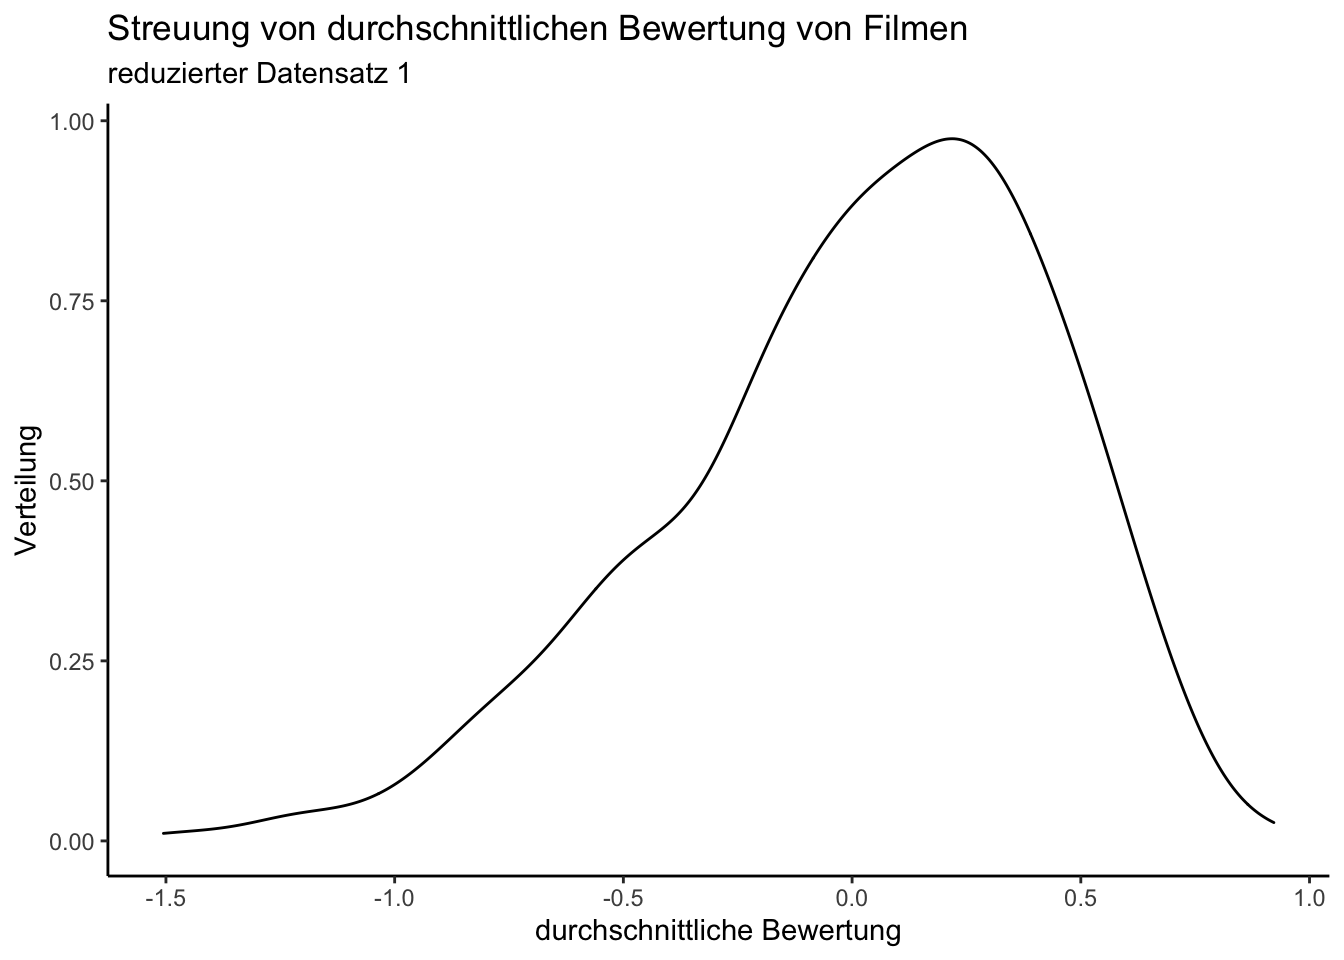 Streuung von durchschnittlichen Bewertung von Filmen
reduzierter Datensatz 1
1.00
0.75
0.50
0.25
0.00
Verteilung
-1.5
-1.0
-0.5
0.0
0.5
1.0
durchschnittliche Bewertung